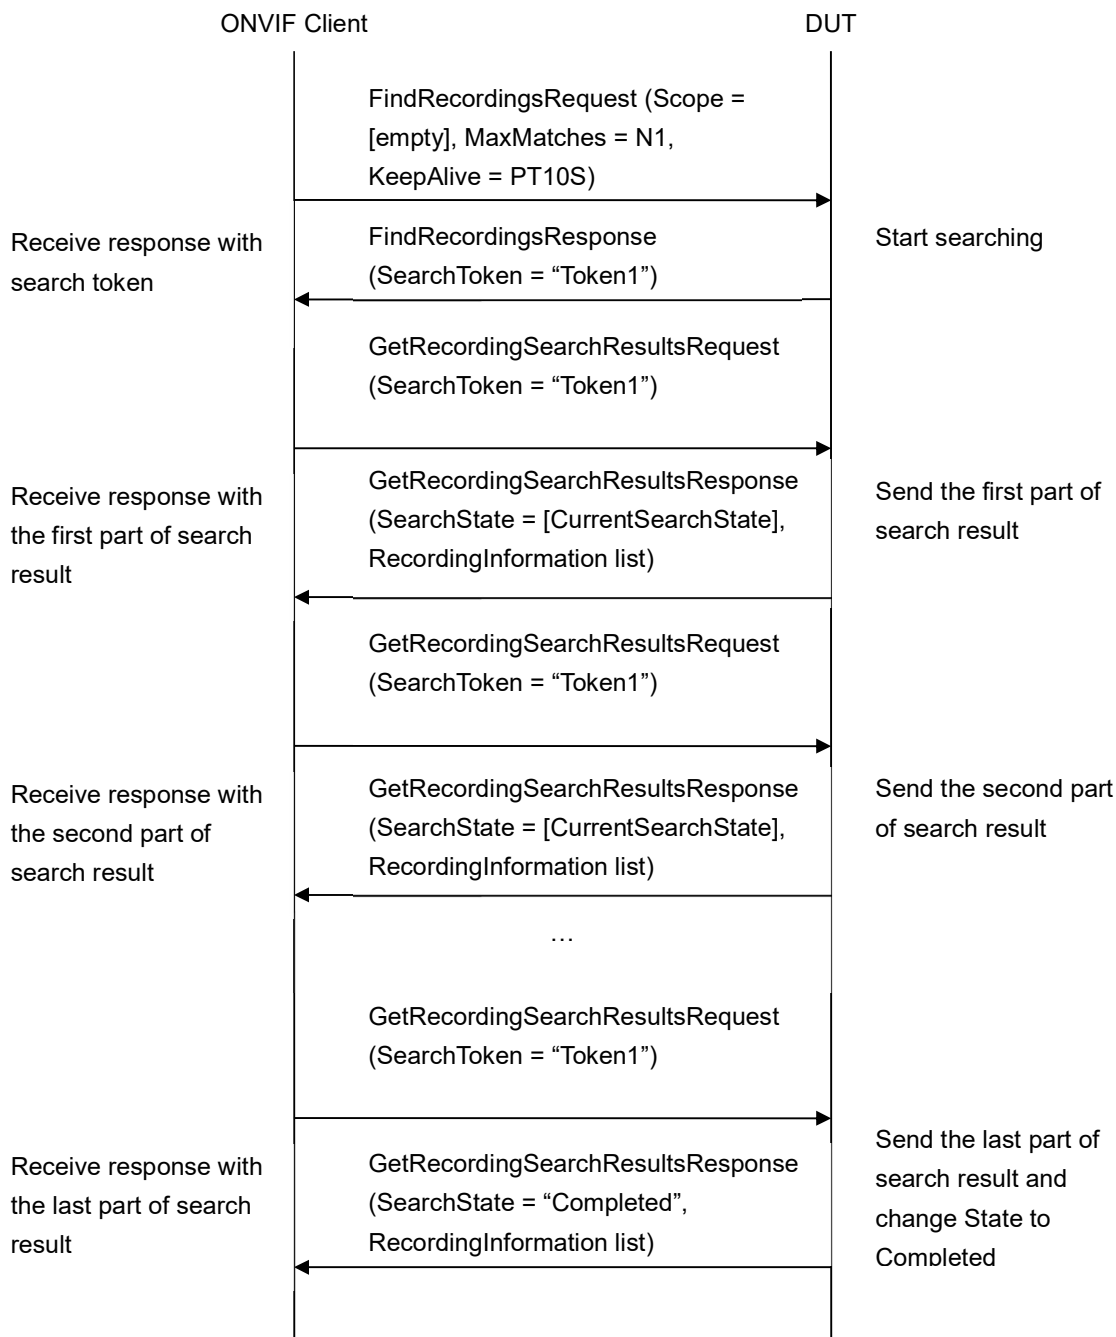 ONVIF Client
DUT
FindRecordingsRequest (Scope =
[empty], MaxMatches = N1,
KeepAlive = PT10S)
Receive response with
search token
FindRecordingsResponse
(SearchToken = “Token1”)
Start searching
GetRecordingSearchResultsRequest
(SearchToken = “Token1”)
Receive response with
the first part of search
result
GetRecordingSearchResultsResponse
(SearchState = [CurrentSearchState],
RecordingInformation list)
Send the first part of
search result
GetRecordingSearchResultsRequest
(SearchToken = “Token1”)
Receive response with
the second part of
search result
GetRecordingSearchResultsResponse
(SearchState = [CurrentSearchState],
RecordingInformation list)
Send the second part
of search result
…
GetRecordingSearchResultsRequest
(SearchToken = “Token1”)
Receive response with
the last part of search
result
GetRecordingSearchResultsResponse
(SearchState = “Completed”,
RecordingInformation list)
Send the last part of
search result and
change State to
Completed